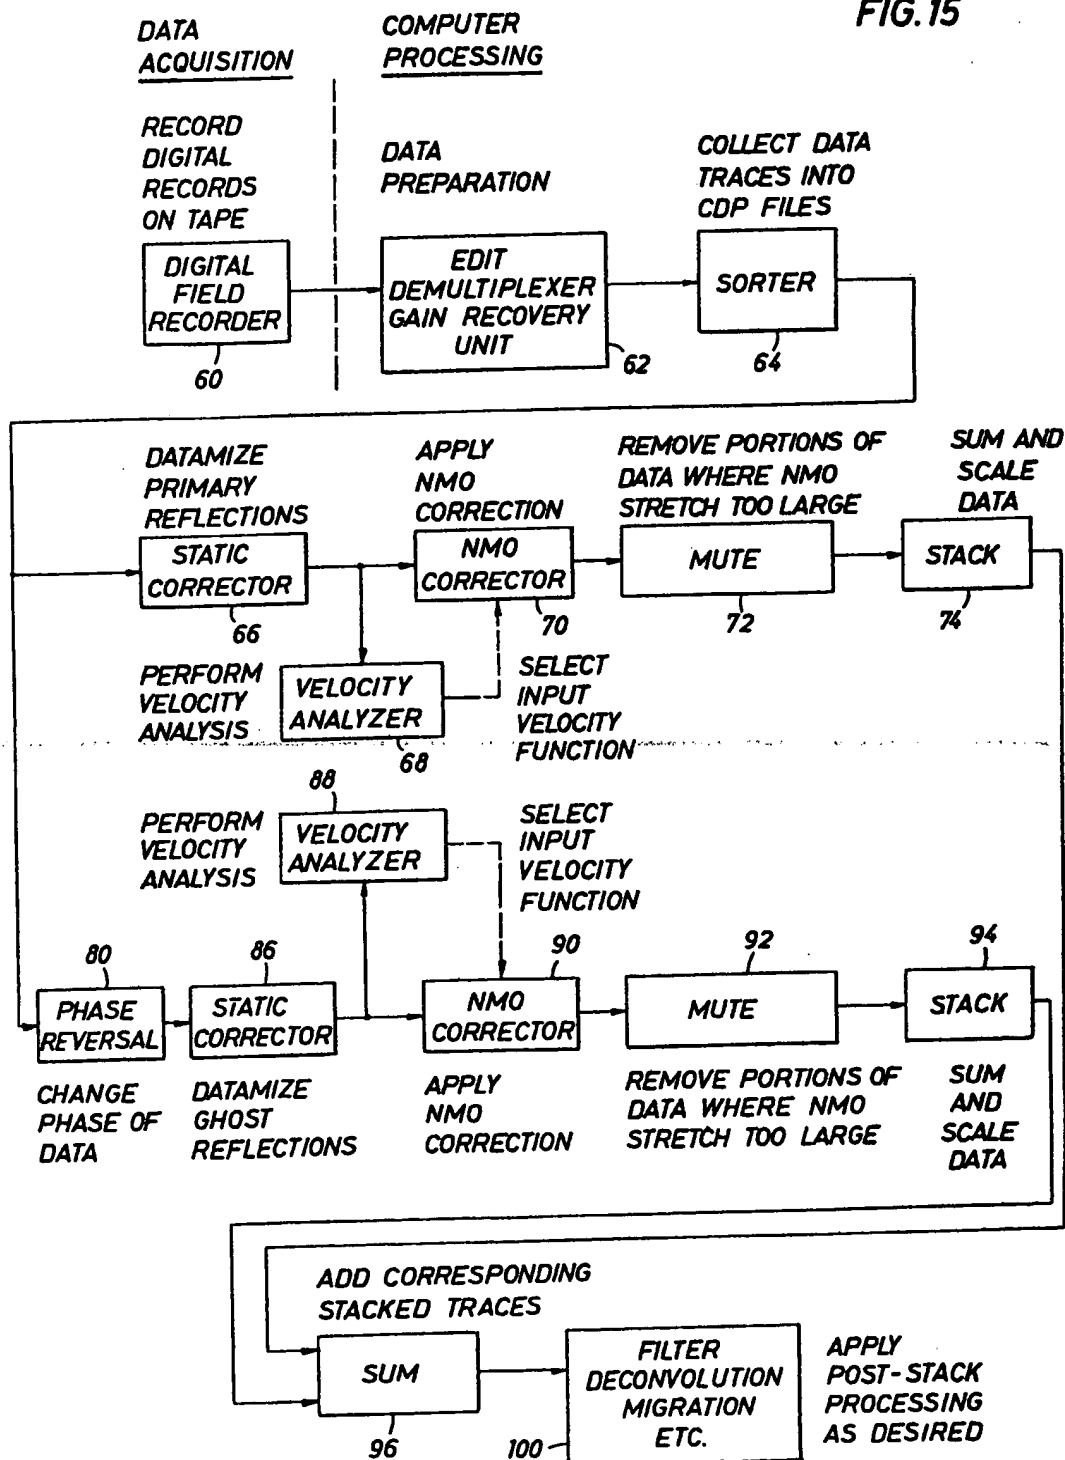 FIG. 15
DATA
ACQUISITION
COMPUTER
PROCESSING
RECORD
DIGITAL
RECORDS
ON TAPE
DATA
PREPARATION
COLLECT DATA
TRACES INTO
CDP FILES
DIGITAL
FIELD
RECORDER
60
EDIT
DEMULTIPLEXER
GAIN RECOVERY
UNIT
62
SORTER
64
DATAMIZE
PRIMARY
REFLECTIONS
APPLY
NMO
CORRECTION
REMOVE PORTIONS OF
DATA WHERE NMO
STRETCH TOO LARGE
SUM AND
SCALE
DATA
STATIC
CORRECTOR
66
NMO
CORRECTOR
70
MUTE
72
STACK
74
PERFORM
VELOCITY
ANALYSIS
VELOCITY
ANALYZER
68
SELECT
INPUT
VELOCITY
FUNCTION
88
PERFORM
VELOCITY
ANALYSIS
VELOCITY
ANALYZER
SELECT
INPUT
VELOCITY
FUNCTION
80
PHASE
REVERSAL
86
STATIC
CORRECTOR
90
NMO
CORRECTOR
92
MUTE
94
STACK
CHANGE
PHASE OF
DATA
DATAMIZE
GHOST
REFLECTIONS
APPLY
NMO
CORRECTION
REMOVE PORTIONS OF
DATA WHERE NMO
STRETCH TOO LARGE
SUM
AND
SCALE
DATA
ADD CORRESPONDING
STACKED TRACES
SUM
96
FILTER
DECONVOLUTION
MIGRATION
ETC.
100
APPLY
POST-STACK
PROCESSING
AS DESIRED